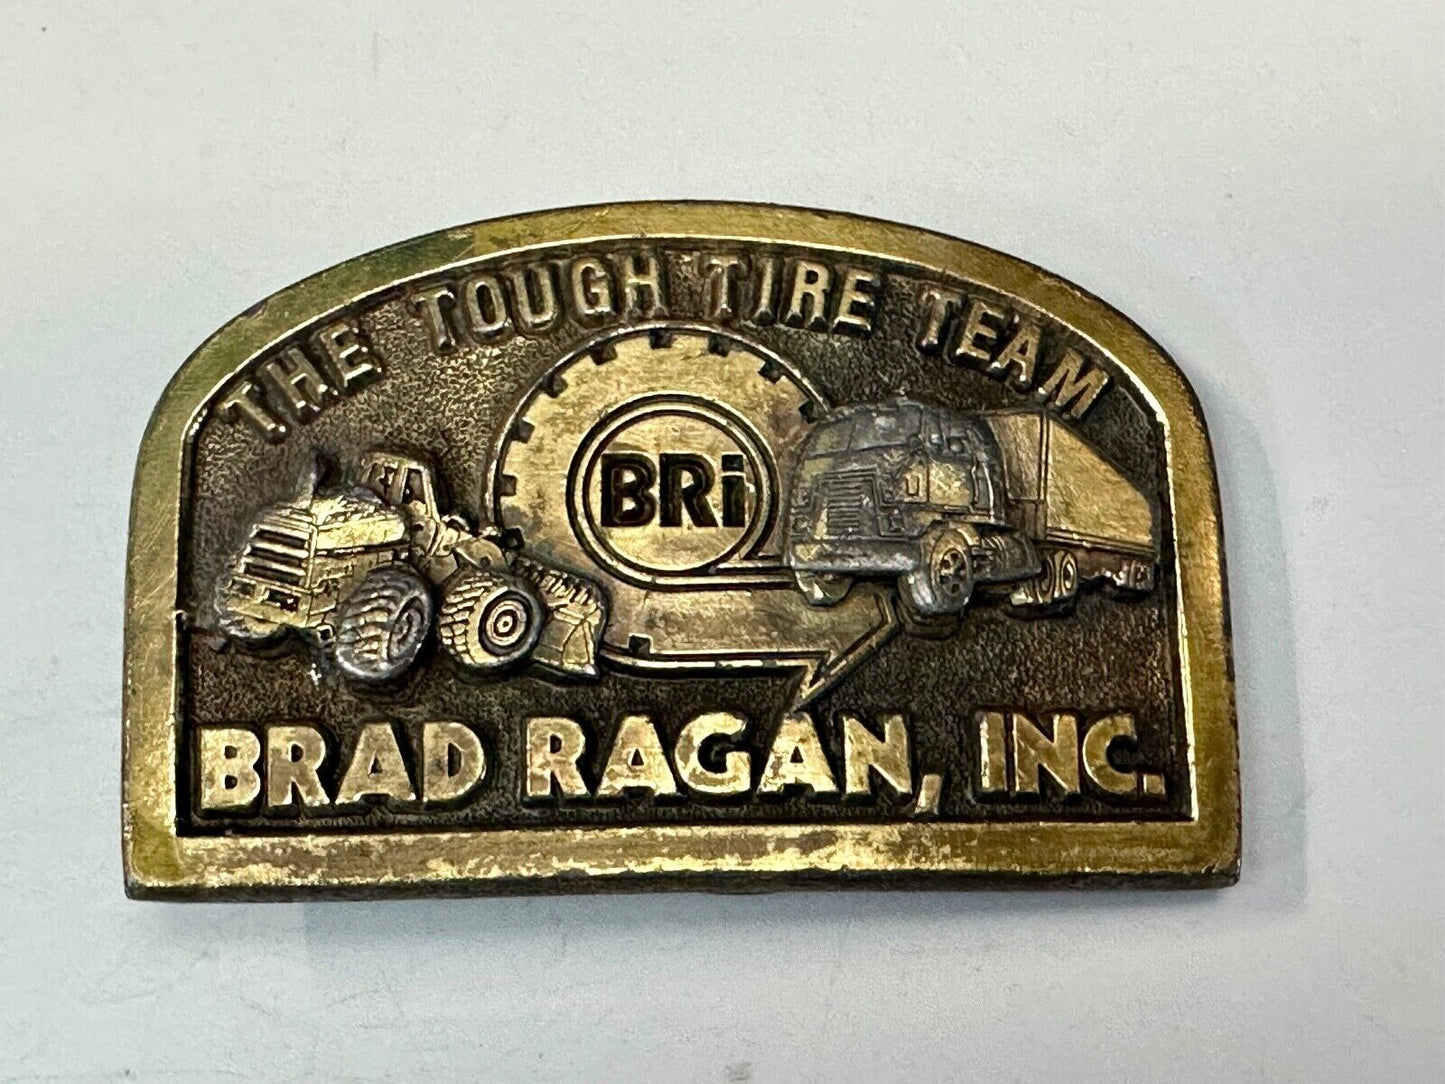 THE TOUGH TIRE TEAM
BRi
BRAD RAGAN, INC.